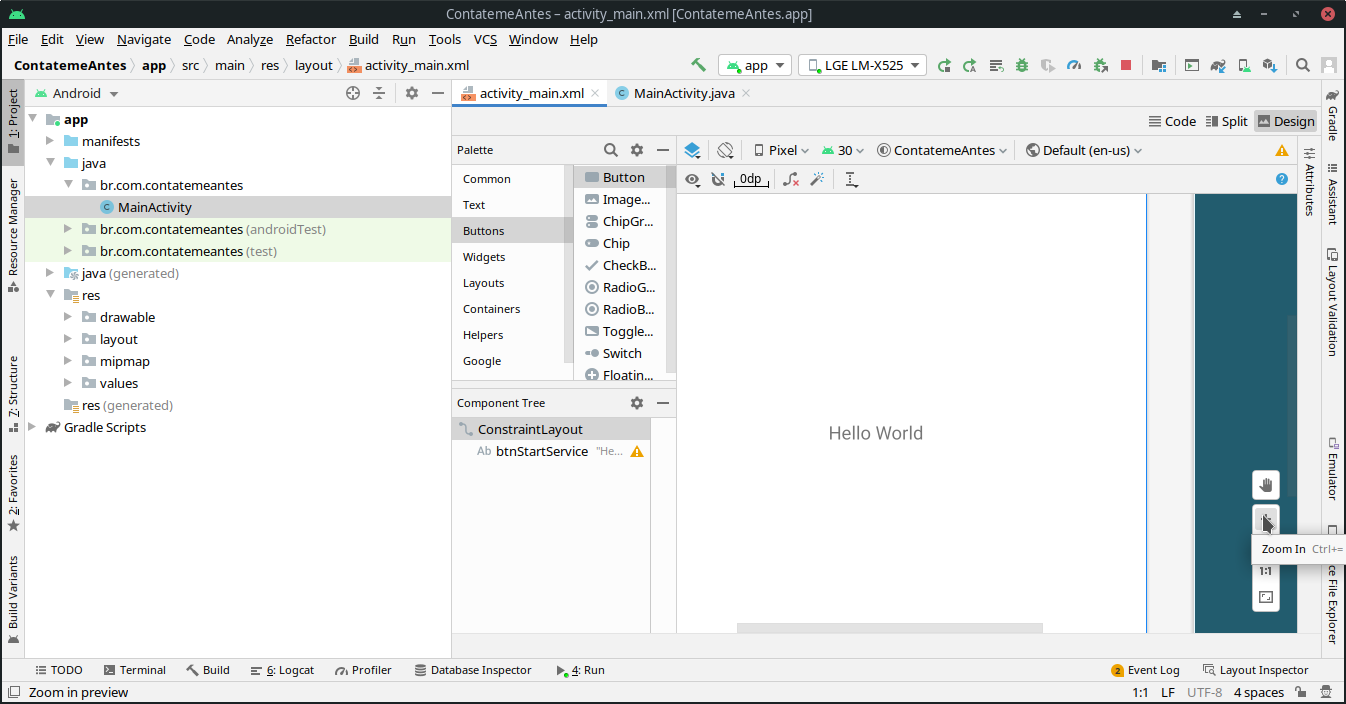 ContatemeAntes – activity_main.xml [ContatemeAntes.app]
File Edit View Navigate Code Analyze Refactor Build Run Tools VCS Window Help
ContatemeAntes app src main res layout activity_main.xml app LGE LM-X525
1: Project
Resource Manager
7: Structure
2: Favorites
Build Variants
Android
app
manifests
java
br.com.contatemeantes
MainActivity
br.com.contatemeantes (androidTest)
br.com.contatemeantes (test)
java (generated)
res
drawable
layout
mipmap
values
res (generated)
Gradle Scripts
activity_main.xml MainActivity.java
Code Split Design
Palette
Common
Text
Buttons
Widgets
Layouts
Containers
Helpers
Google
Button
Image...
ChipGr...
Chip
CheckB...
RadioG...
RadioB...
Toggle...
Switch
Floatin...
Component Tree
ConstraintLayout
Ab btnStartService "He...
Pixel 30 ContatemeAntes Default (en-us)
0dp
Hello World
Zoom In Ctrl+=
1:1
Attributes
Gradle
Assistant
Layout Validation
Emulator
ce File Explorer
TODO Terminal Build 6: Logcat Profiler Database Inspector 4: Run 2 Event Log Layout Inspector
Zoom in preview 1:1 LF UTF-8 4 spaces